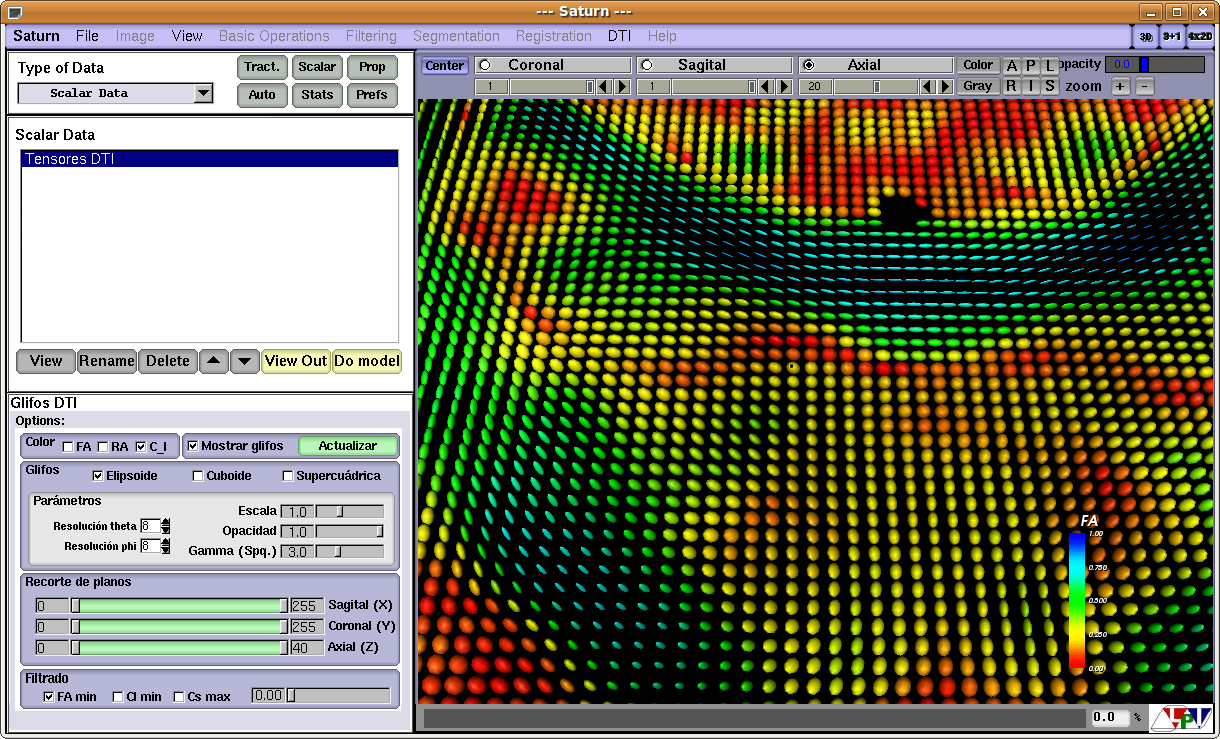 --- Saturn ---
Saturn File Image View Basic Operations Filtering Segmentation Registration DTI Help 3D 3+1 4x2D
Type of Data Tract. Scalar Prop
Scalar Data Auto Stats Prefs
Center Coronal Sagital Axial Color A P L opacity 0.0
1 1 20 Gray R I S zoom + -
Scalar Data
Tensores DTI
View Rename Delete View Out Do model
Glifos DTI
Options:
Color FA RA C_l Mostrar glifos Actualizar
Glifos Elipsoide Cuboide Supercuádrica
Parámetros
Escala 1.0
Resolución theta 8 Opacidad 1.0
Resolución phi 8 Gamma (Spq.) 3.0
Recorte de planos
0 255 Sagital (X)
0 255 Coronal (Y)
0 40 Axial (Z)
Filtrado
FA min Cl min Cs max 0.00
FA
1.00
0.750
0.500
0.250
0.00
0.0 %